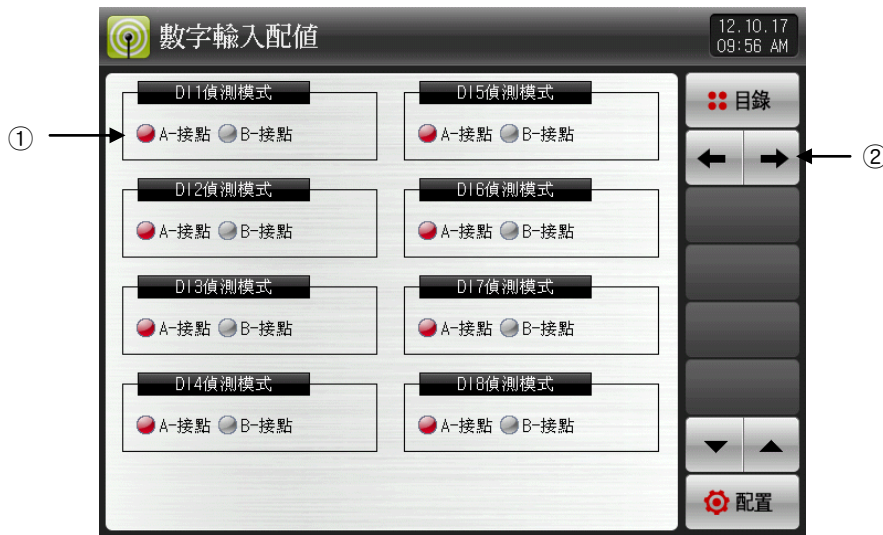 數字輸入配值
12.10.17
09:56 AM
DI1偵測模式
A-接點 B-接點
DI2偵測模式
A-接點 B-接點
DI3偵測模式
A-接點 B-接點
DI4偵測模式
A-接點 B-接點
DI5偵測模式
A-接點 B-接點
DI6偵測模式
A-接點 B-接點
DI7偵測模式
A-接點 B-接點
DI8偵測模式
A-接點 B-接點
目錄
配置
①
②